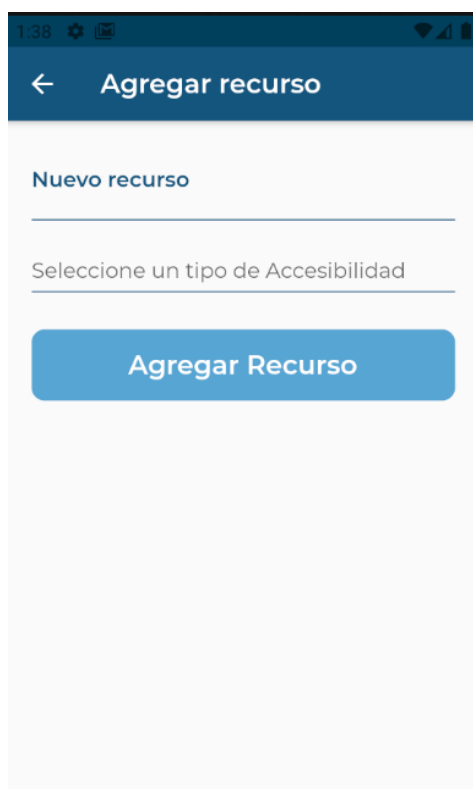 1:38
Agregar recurso
Nuevo recurso
Seleccione un tipo de Accesibilidad
Agregar Recurso